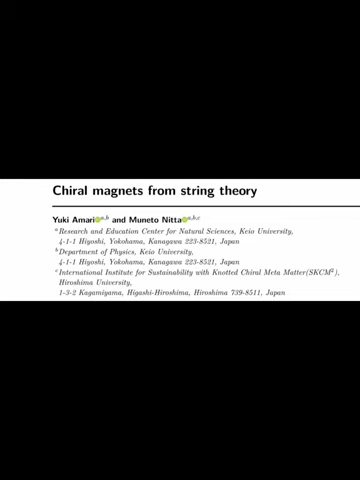 Chiral magnets from string theory
Yuki Amari a,b and Muneto Nitta a,b,c
a Research and Education Center for Natural Sciences, Keio University,
4-1-1 Hiyoshi, Yokohama, Kanagawa 223-8521, Japan
b Department of Physics, Keio University,
4-1-1 Hiyoshi, Yokohama, Kanagawa 223-8521, Japan
c International Institute for Sustainability with Knotted Chiral Meta Matter(SKCM²),
Hiroshima University,
1-3-2 Kagamiyama, Higashi-Hiroshima, Hiroshima 739-8511, Japan